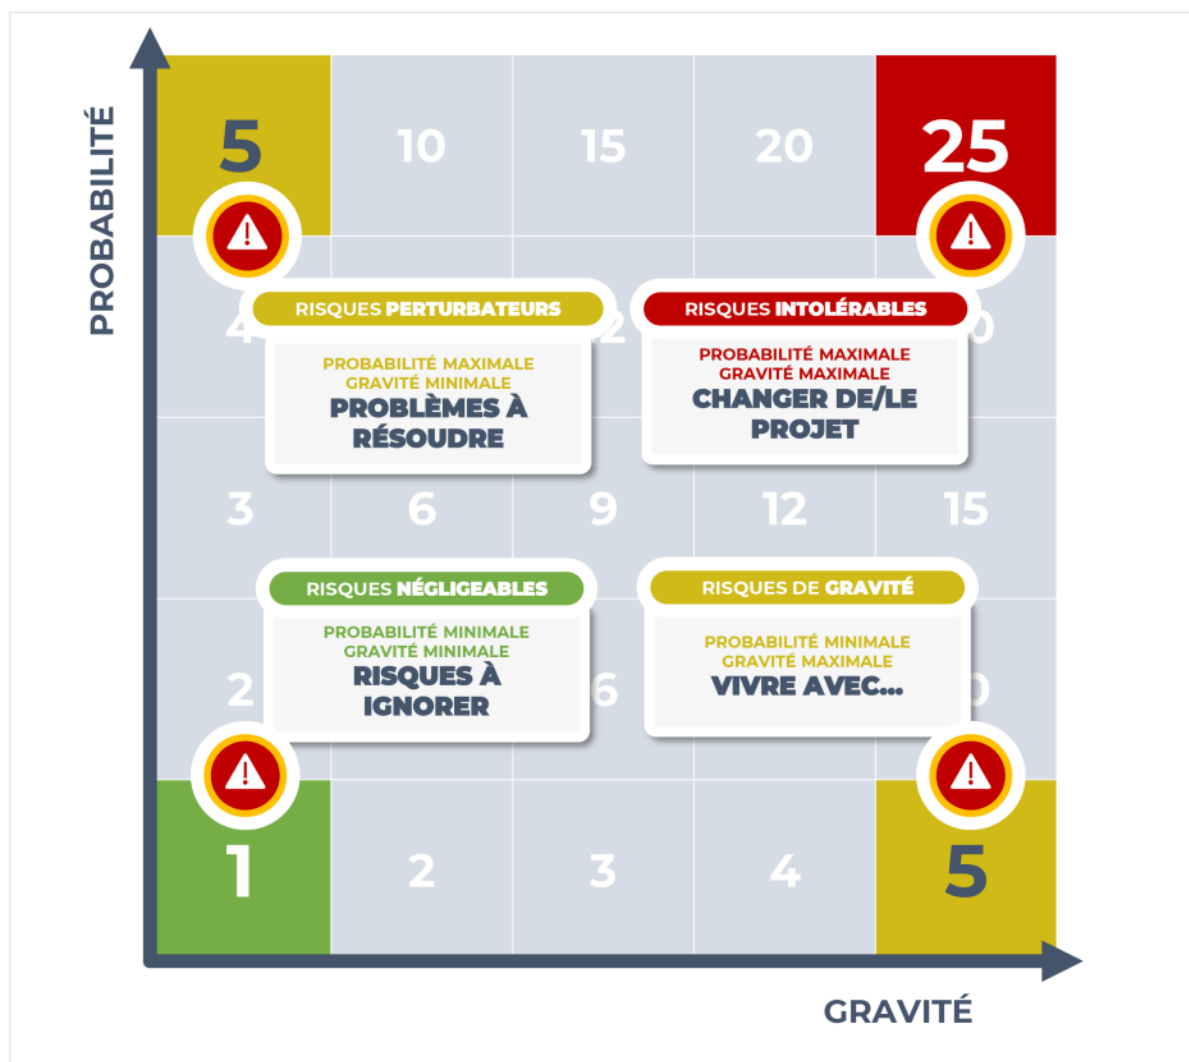 PROBABILITÉ
5
10
15
20
25
4
RISQUES PERTURBATEURS
PROBABILITÉ MAXIMALE
GRAVITÉ MINIMALE
PROBLÈMES À
RÉSOUDRE
RISQUES INTOLÉRABLES
PROBABILITÉ MAXIMALE
GRAVITÉ MAXIMALE
CHANGER DE/LE
PROJET
3
6
9
12
15
RISQUES NÉGLIGEABLES
PROBABILITÉ MINIMALE
GRAVITÉ MINIMALE
RISQUES À
IGNORER
RISQUES DE GRAVITÉ
PROBABILITÉ MINIMALE
GRAVITÉ MAXIMALE
VIVRE AVEC...
2
6
1
2
3
4
5
GRAVITÉ